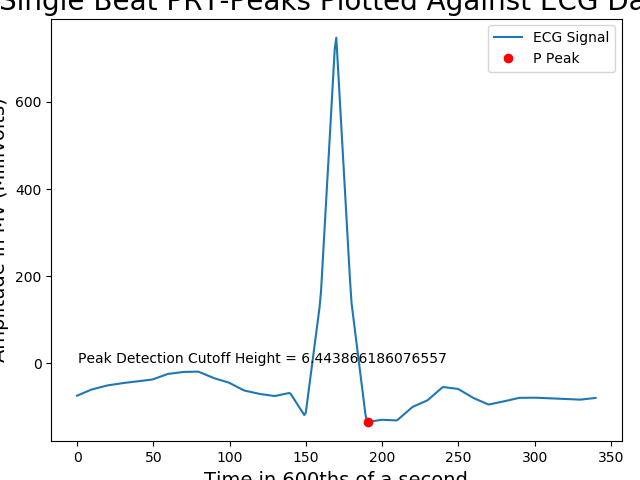 Single Beat PRT-Peaks Plotted Against ECG Da
ECG Signal
P Peak
Amplitude in MV (MilliVolts)
600
400
200
0
Peak Detection Cutoff Height = 6.443866186076557
0 50 100 150 200 250 300 350
Time in 600ths of a second